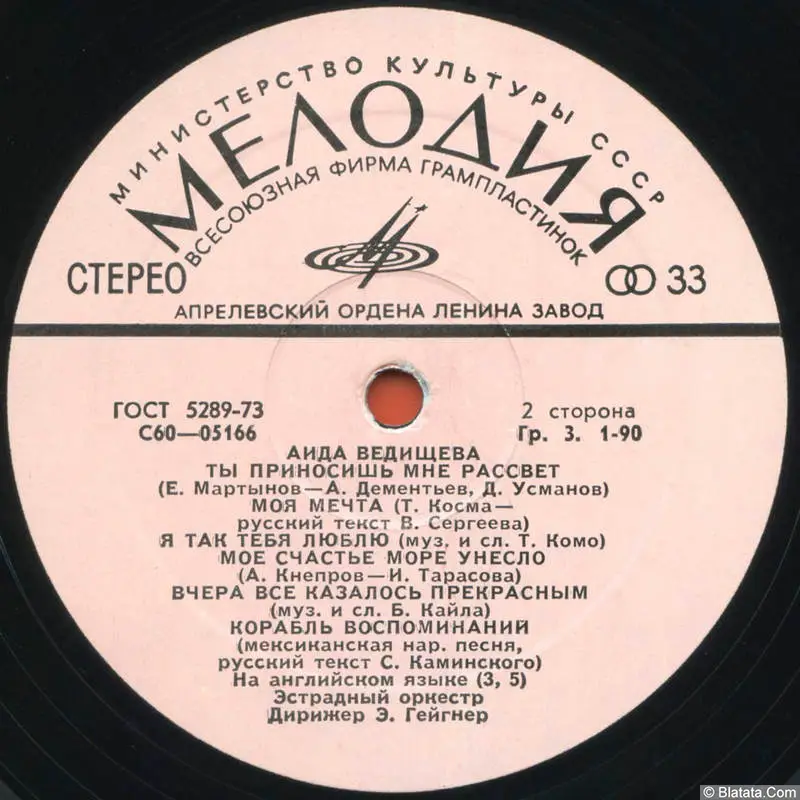 МИНИСТЕРСТВО КУЛЬТУРЫ СССР
МЕЛОДИЯ
ВСЕСОЮЗНАЯ ФИРМА ГРАМПЛАСТИНОК
СТЕРЕО
33
АПРЕЛЕВСКИЙ ОРДЕНА ЛЕНИНА ЗАВОД
ГОСТ 5289-73
2 сторона
С60—05166
Гр. 3. 1-90
АИДА ВЕДИЩЕВА
ТЫ ПРИНОСИШЬ МНЕ РАССВЕТ
(Е. Мартынов—А. Дементьев, Д. Усманов)
МОЯ МЕЧТА (Т. Косма—
русский текст В. Сергеева)
Я ТАК ТЕБЯ ЛЮБЛЮ (муз. и сл. Т. Комо)
МОЕ СЧАСТЬЕ МОРЕ УНЕСЛО
(А. Кнепров—И. Тарасова)
ВЧЕРА ВСЕ КАЗАЛОСЬ ПРЕКРАСНЫМ
(муз. и сл. Б. Кайла)
КОРАБЛЬ ВОСПОМИНАНИЙ
(мексиканская нар. песня,
русский текст С. Каминского)
На английском языке (3, 5)
Эстрадный оркестр
Дирижер Э. Гейгнер
© Blatata.Com